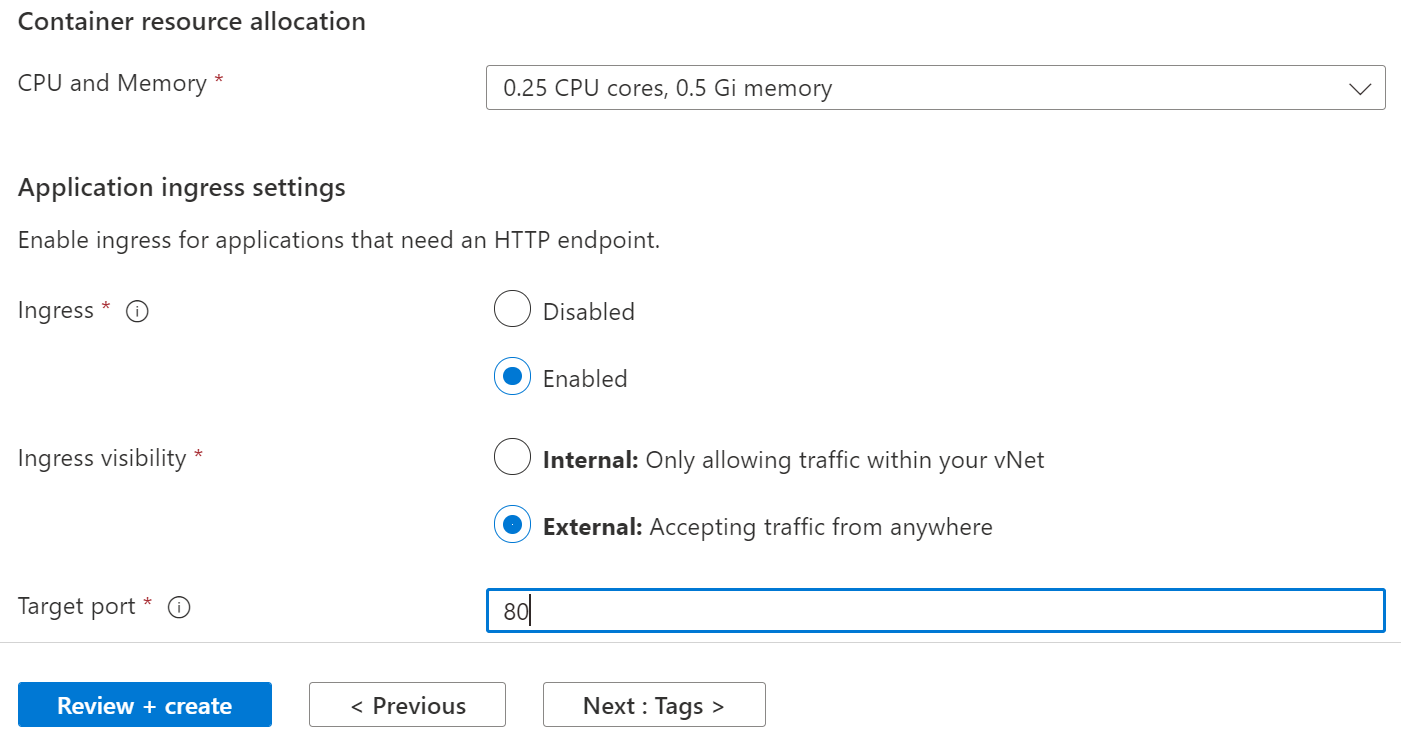 Container resource allocation
CPU and Memory *
0.25 CPU cores, 0.5 Gi memory
Application ingress settings
Enable ingress for applications that need an HTTP endpoint.
Ingress *
Disabled
Enabled
Ingress visibility *
Internal: Only allowing traffic within your vNet
External: Accepting traffic from anywhere
Target port *
80
Review + create
< Previous
Next : Tags >